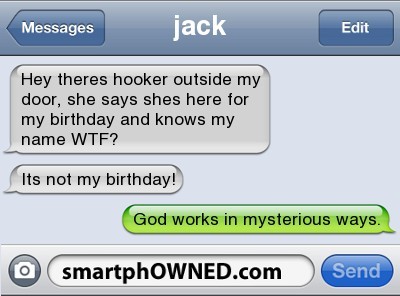 Messages
jack
Edit
Hey theres hooker outside my
door, she says shes here for
my birthday and knows my
name WTF?
Its not my birthday!
God works in mysterious ways.
smartphOWNED.com
Send